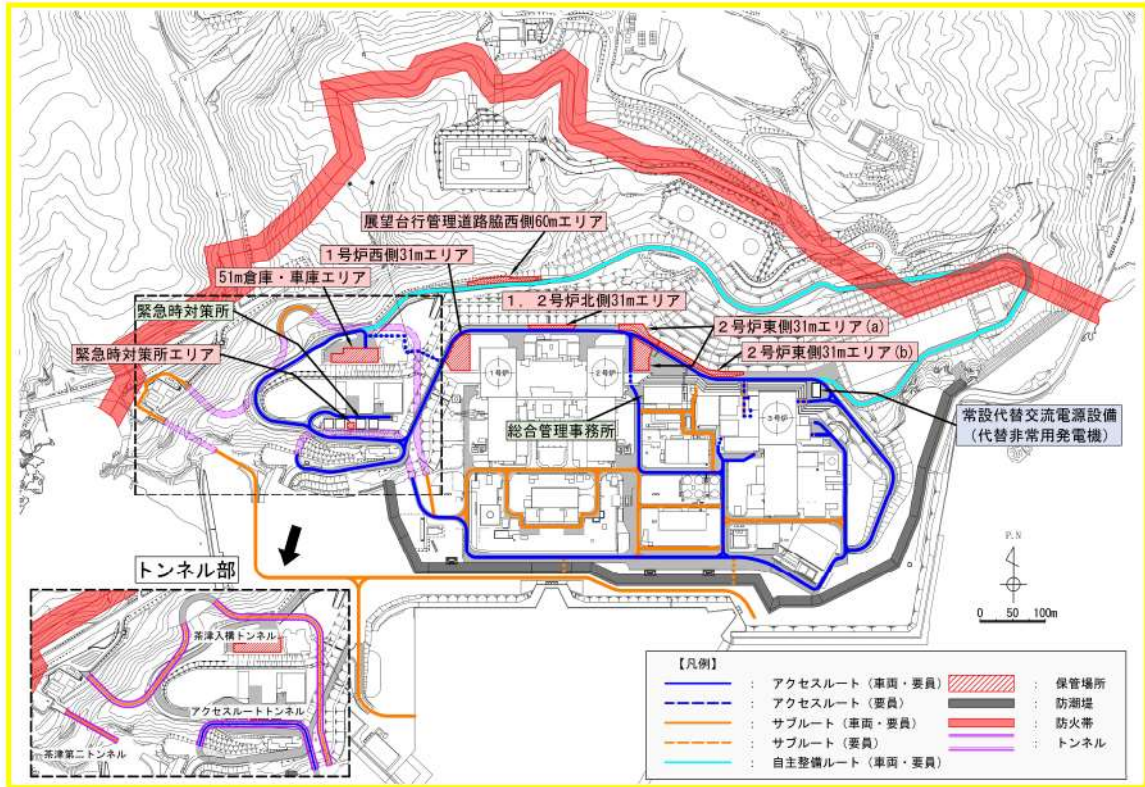 展望台行管理道路脇西側60mエリア
1号炉西側31mエリア
51m倉庫・車庫エリア
1．2号炉北側31mエリア
緊急時対策所
2号炉東側31mエリア(a)
緊急時対策所エリア
2号炉東側31mエリア(b)
1号炉
2号炉
3号炉
総合管理事務所
常設代替交流電源設備
(代替非常用発電機)
トンネル部
茶津入構トンネル
アクセスルートトンネル
茶津第二トンネル
P.N
0 50 100m
【凡例】
： アクセスルート（車両・要員）
： アクセスルート（要員）
： サブルート（車両・要員）
： サブルート（要員）
： 自主整備ルート（車両・要員）
： 保管場所
： 防潮堤
： 防火帯
： トンネル